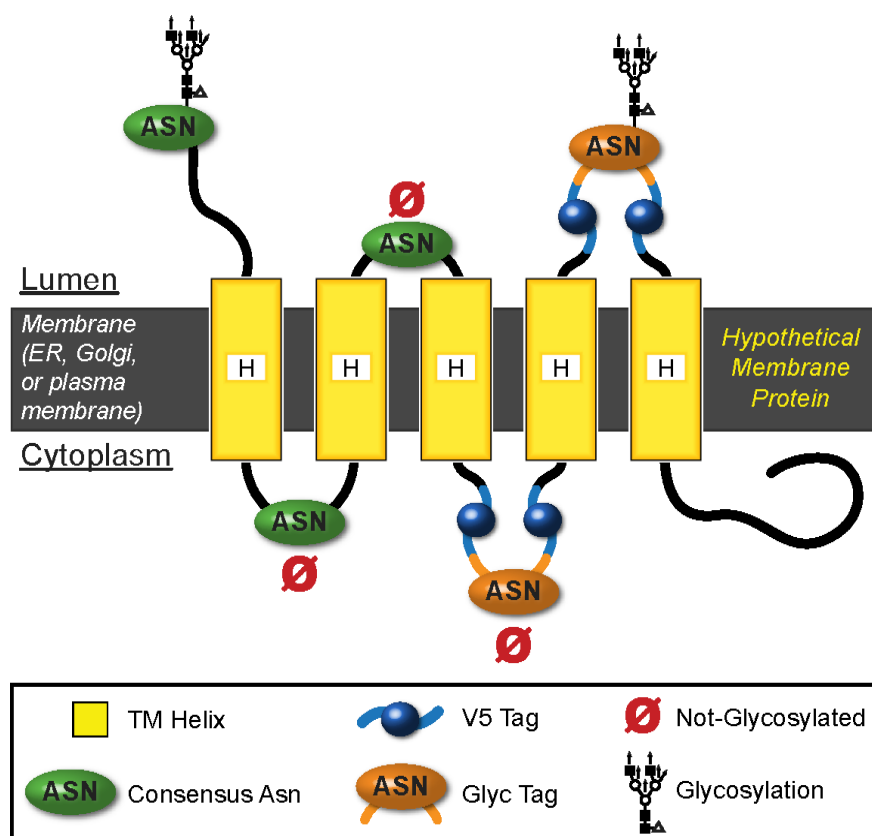 ASN
ASN
Ø
ASN
Lumen
Membrane
(ER, Golgi,
or plasma
membrane)
H
H
H
H
H
Hypothetical
Membrane
Protein
Cytoplasm
ASN
Ø
ASN
Ø
TM Helix
V5 Tag
Ø Not-Glycosylated
ASN Consensus Asn
ASN Glyc Tag
Glycosylation